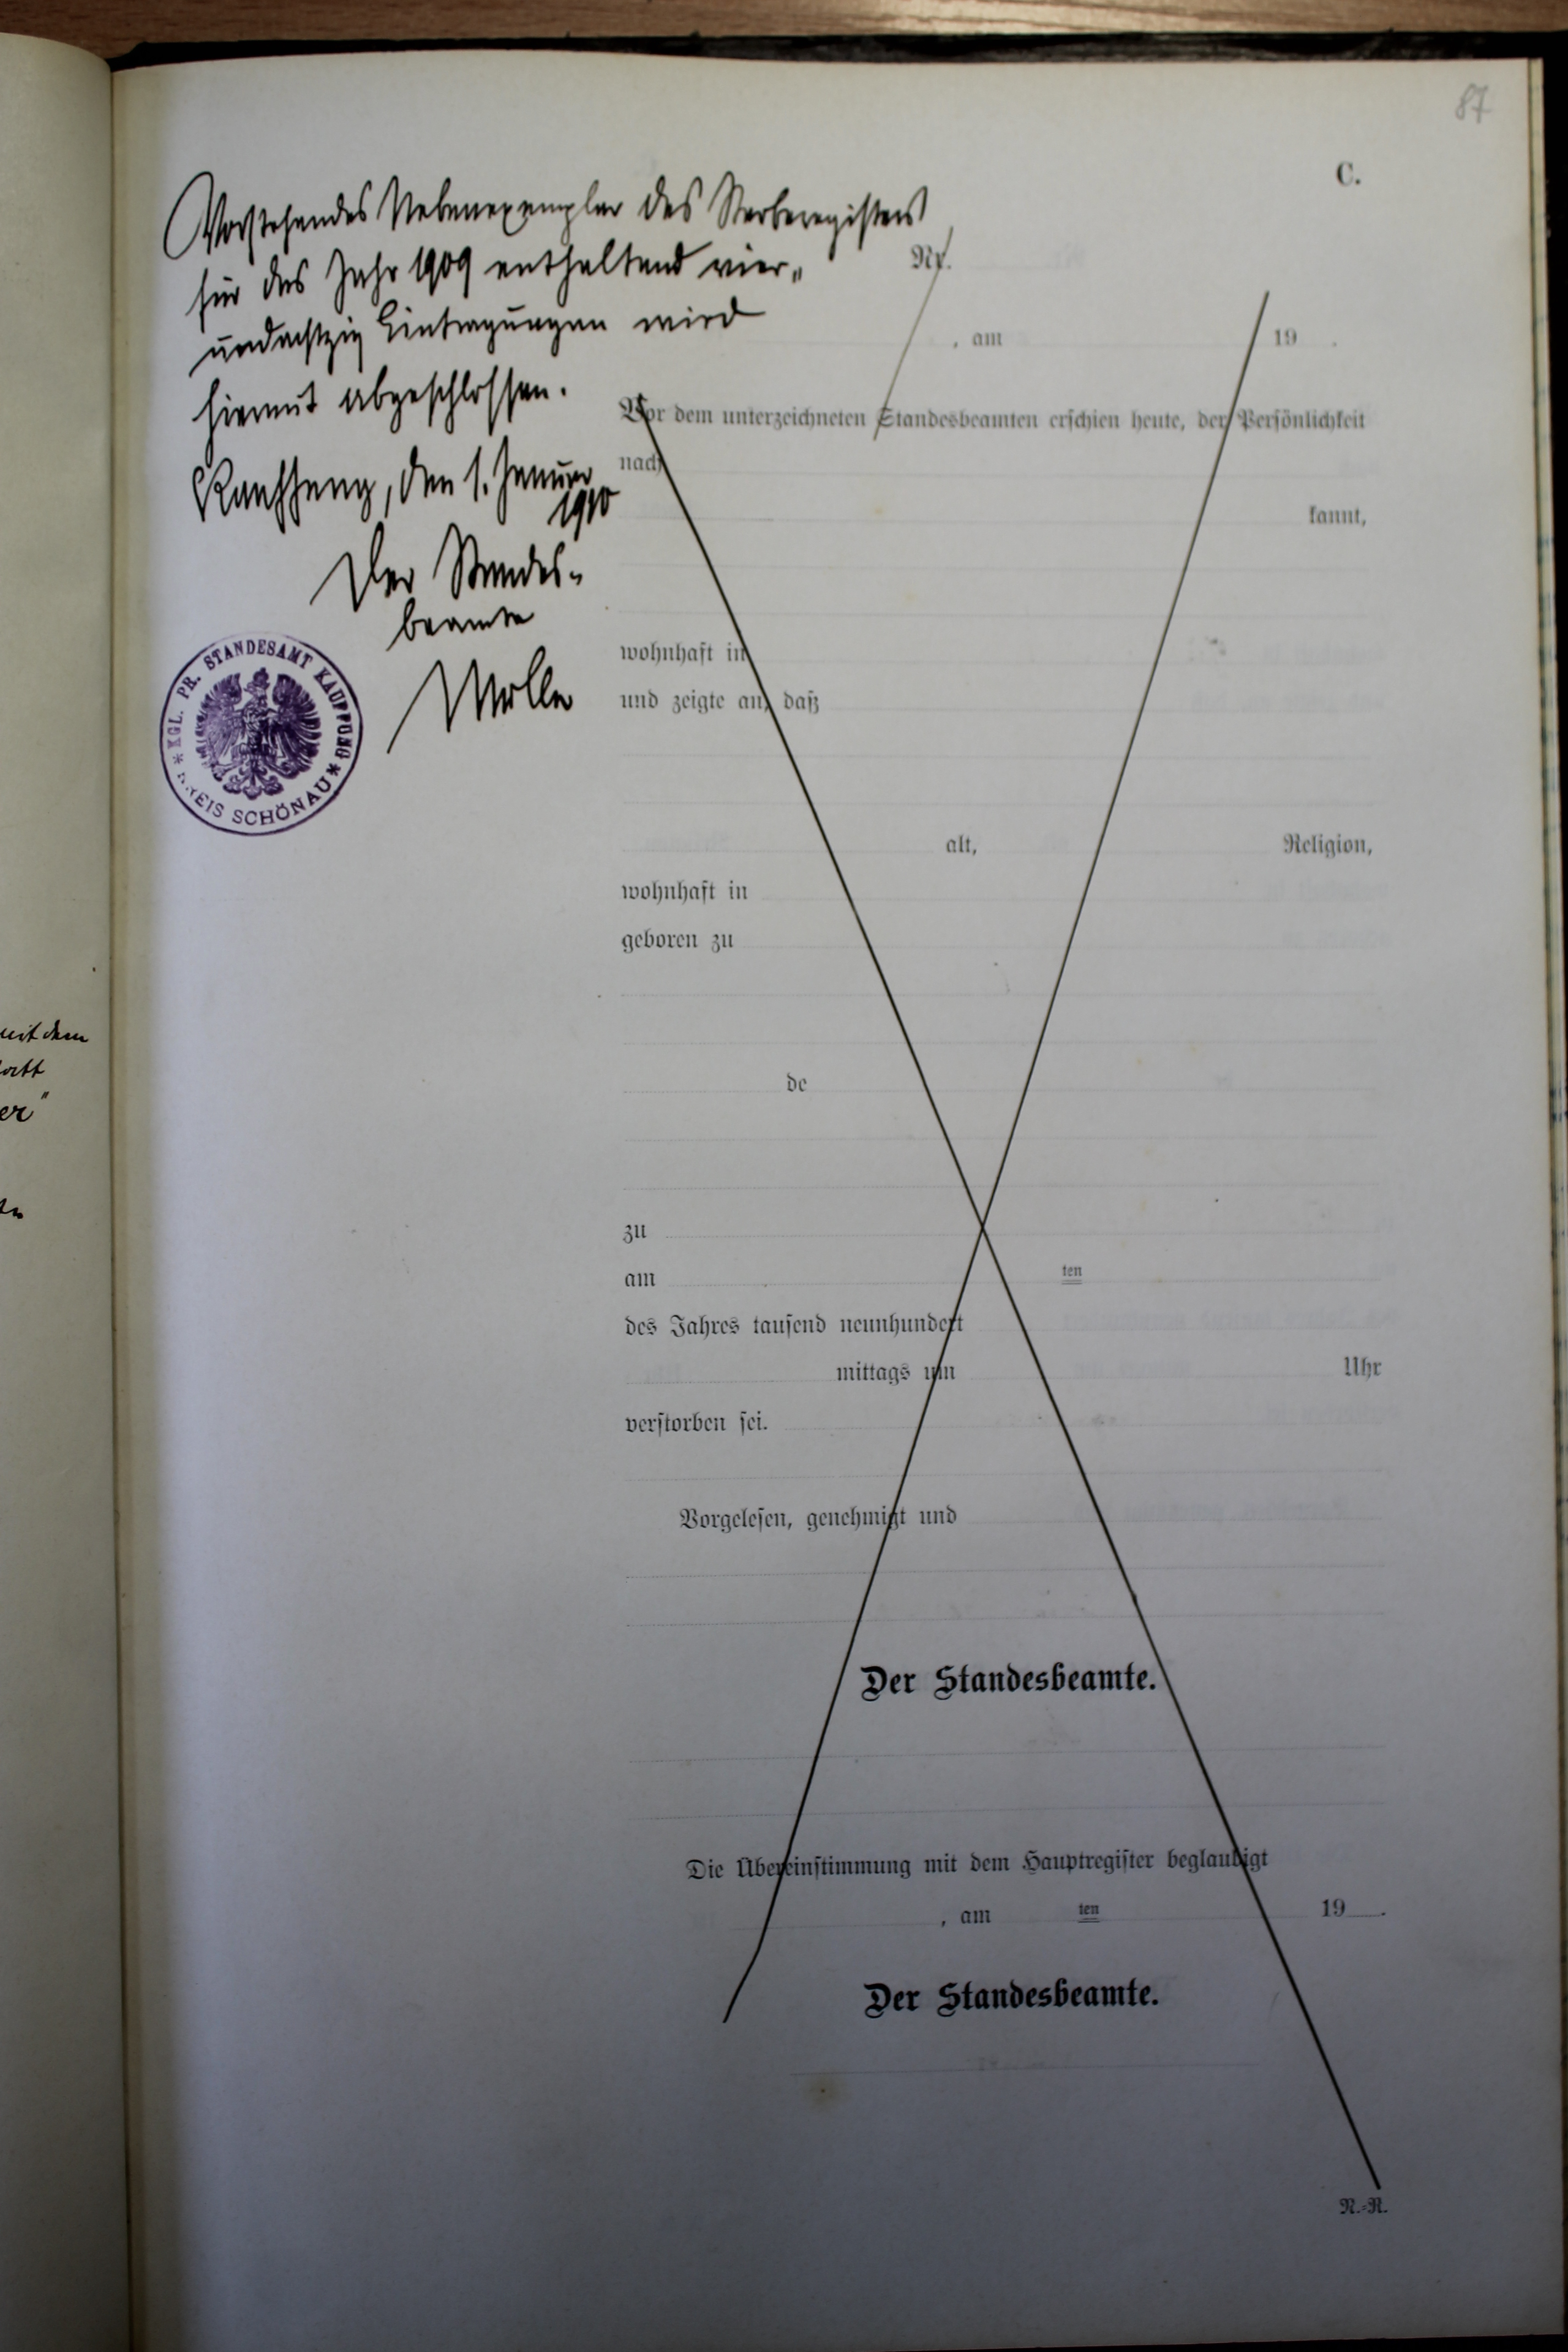 87
C.
Vorstehendes Nebenexemplar des Sterberegisters
für das Jahr 1909 enthaltend vier„
undachtzig Eintragungen wird
hiermit abgeschlossen.
Kauffung, den 1. Januar
1910
Der Standes-
beamte
KGL. PR. STANDESAMT KAUFFUNG
* KREIS SCHÖNAU *
mit dem
er"
Nr.
, am 19 .
Vor dem unterzeichneten Standesbeamten erschien heute, der Persönlichkeit
nach
kannt,
wohnhaft in
und zeigte an, daß
alt, Religion,
wohnhaft in
geboren zu
de
zu
am ten
des Jahres tausend neunhundert
mittags um Uhr
verstorben sei.
Vorgelesen, genehmigt und
Der Standesbeamte.
Die Übereinstimmung mit dem Hauptregister beglaubigt
, am ten 19 .
Der Standesbeamte.
N.-R.